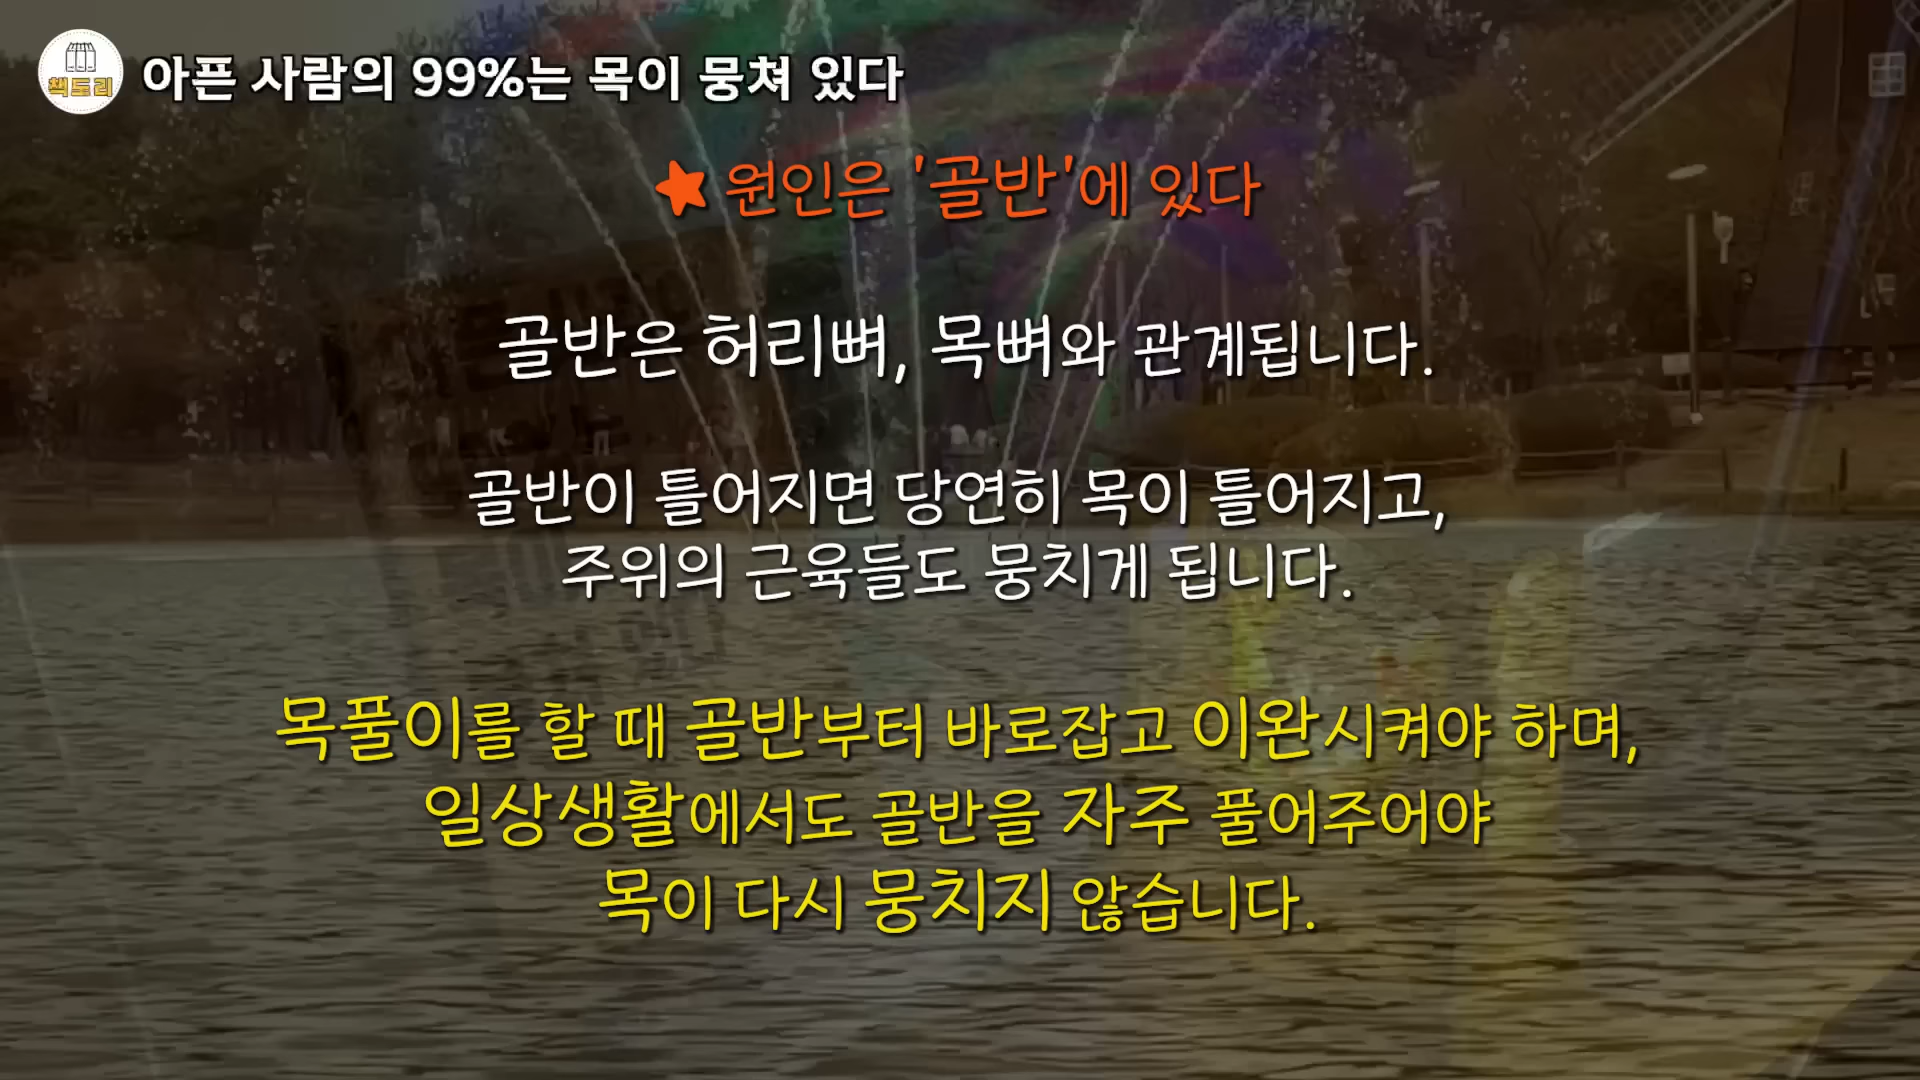 책토리
아픈 사람의 99%는 목이 뭉쳐 있다
원인은 '골반'에 있다
골반은 허리뼈, 목뼈와 관계됩니다.
골반이 틀어지면 당연히 목이 틀어지고,
주위의 근육들도 뭉치게 됩니다.
목풀이를 할 때 골반부터 바로잡고 이완시켜야 하며,
일상생활에서도 골반을 자주 풀어주어야
목이 다시 뭉치지 않습니다.